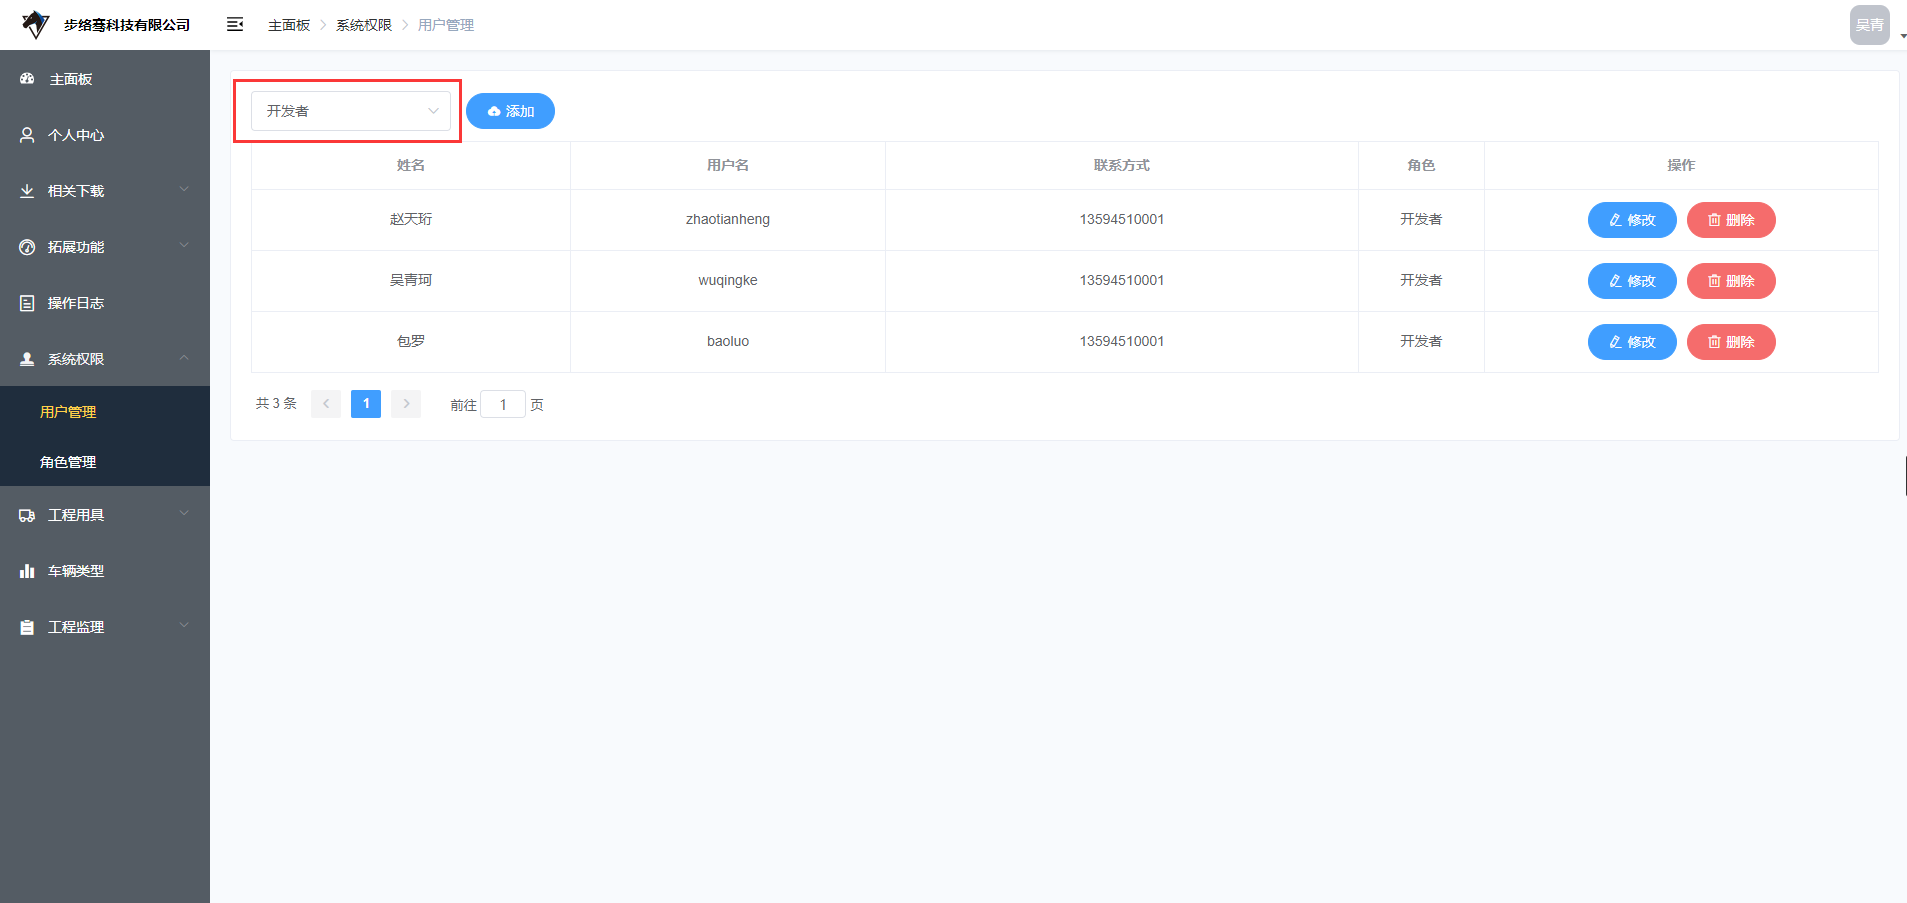 步络骞科技有限公司
主面板 系统权限 用户管理
吴青
主面板
个人中心
相关下载
拓展功能
操作日志
系统权限
用户管理
角色管理
工程用具
车辆类型
工程监理
开发者 添加
姓名 用户名 联系方式 角色 操作
赵天珩 zhaotianheng 13594510001 开发者 修改 删除
吴青珂 wuqingke 13594510001 开发者 修改 删除
包罗 baoluo 13594510001 开发者 修改 删除
共 3 条 1 前往 1 页